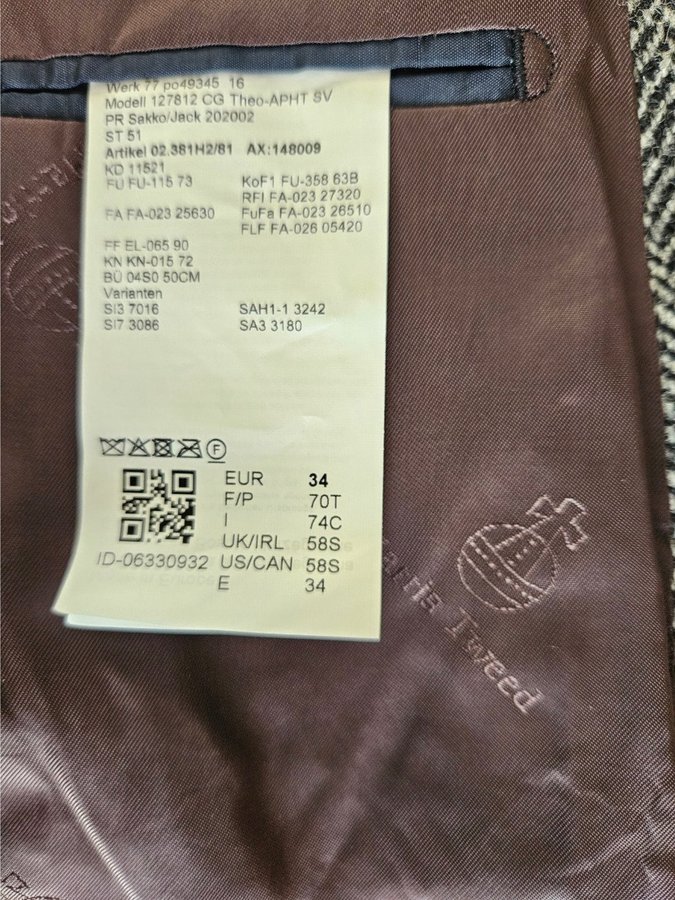 Werk 77 po49345 16
Modell 127812 CG Theo-APHT SV
PR Sakko/Jack 202002
ST 51
Artikel 02.381H2/81 AX:148009
KD 11521
FU FU-115 73 KoF1 FU-358 63B
RFI FA-023 27320
FA FA-023 25630 FuFa FA-023 26510
FLF FA-026 05420
FF EL-065 90
KN KN-015 72
BÜ 04S0 50CM
Varianten
SI3 7016 SAH1-1 3242
SI7 3086 SA3 3180
F
EUR 34
F/P 70T
I 74C
UK/IRL 58S
ID-06330932 US/CAN 58S
E 34
Harris Tweed